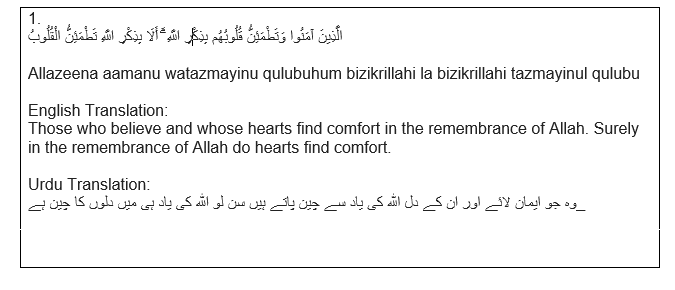 1.
الَّذِينَ آمَنُوا وَتَطْمَئِنُّ قُلُوبُهُم بِذِكْرِ اللَّهِ ۗ أَلَا بِذِكْرِ اللَّهِ تَطْمَئِنُّ الْقُلُوبُ
Allazeena aamanu watazmayinu qulubuhum bizikrillahi la bizikrillahi tazmayinul qulubu
English Translation:
Those who believe and whose hearts find comfort in the remembrance of Allah. Surely
in the remembrance of Allah do hearts find comfort.
Urdu Translation:
_وہ جو ایمان لائے اور ان کے دل اللہ کی یاد سے چین پاتے ہیں سن لو اللہ کی یاد ہی میں دلوں کا چین ہے